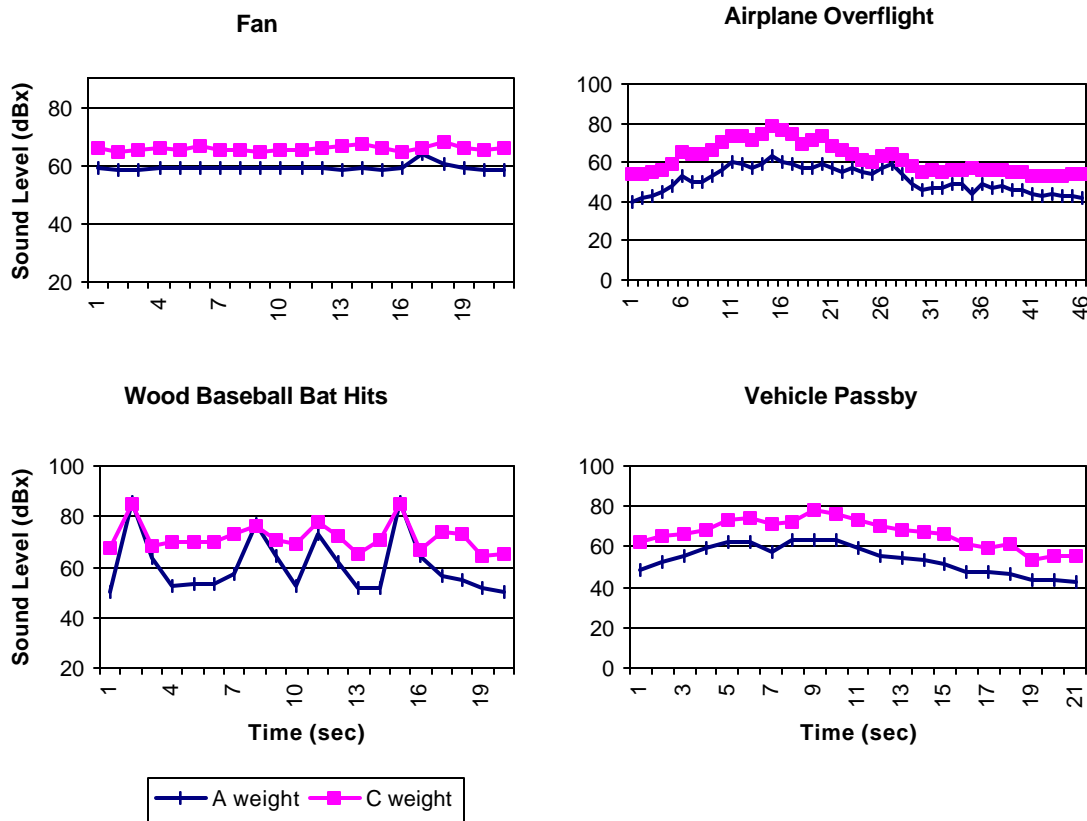 Fan
Sound Level (dBx)
80
60
40
20
1 4 7 10 13 16 19
Airplane Overflight
100
80
60
40
20
0
1 6 11 16 21 26 31 36 41 46
Wood Baseball Bat Hits
Sound Level (dBx)
100
80
60
40
20
1 4 7 10 13 16 19
Time (sec)
Vehicle Passby
100
80
60
40
20
0
1 3 5 7 9 11 13 15 17 19 21
Time (sec)
A weight C weight